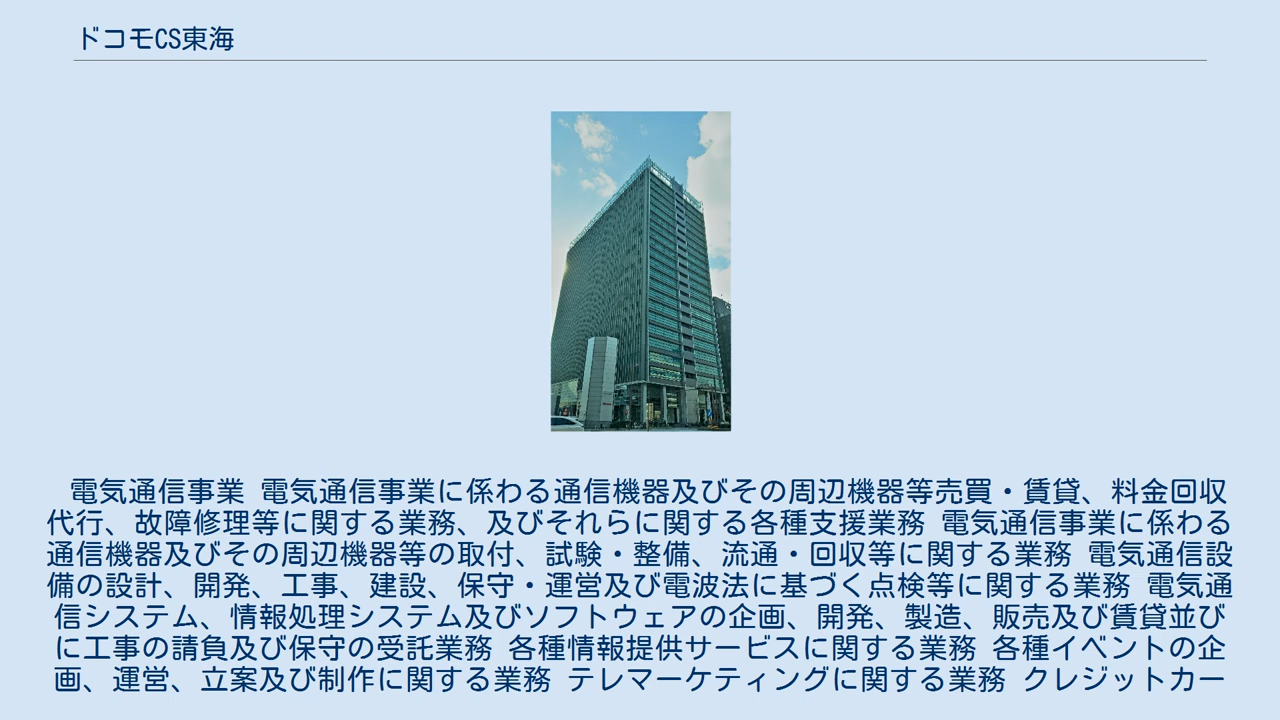 ドコモCS東海
電気通信事業 電気通信事業に係わる通信機器及びその周辺機器等売買・賃貸、料金回収
代行、故障修理等に関する業務、及びそれらに関する各種支援業務 電気通信事業に係わる
通信機器及びその周辺機器等の取付、試験・整備、流通・回収等に関する業務 電気通信設
備の設計、開発、工事、建設、保守・運営及び電波法に基づく点検等に関する業務 電気通
信システム、情報処理システム及びソフトウェアの企画、開発、製造、販売及び賃貸並び
に工事の請負及び保守の受託業務 各種情報提供サービスに関する業務 各種イベントの企
画、運営、立案及び制作に関する業務 テレマーケティングに関する業務 クレジットカー